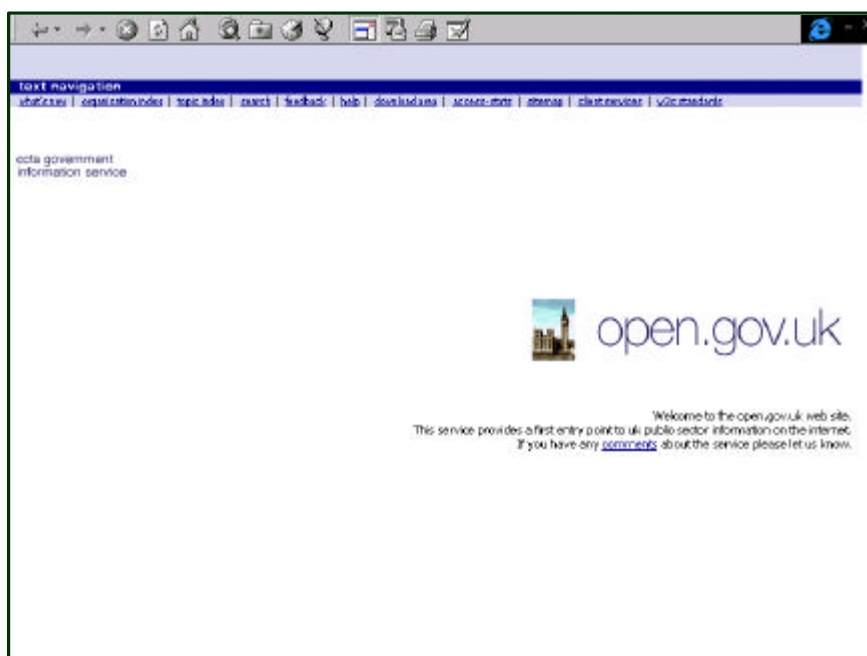 text navigation
what's new | organisation index | topic index | search | feedback | help | download area | access-stats | sitemap | client services | w3c standards
ccta government
information service
open.gov.uk
Welcome to the open.gov.uk web site.
This service provides a first entry point to uk public sector information on the internet.
If you have any comments about the service please let us know.